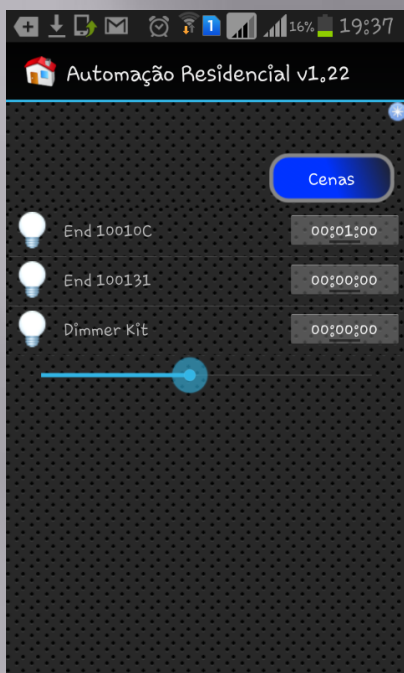 1 16% 19:37
Automação Residencial v1.22
Cenas
End 10010C 00:01:00
End 100131 00:00:00
Dimmer Kit 00:00:00